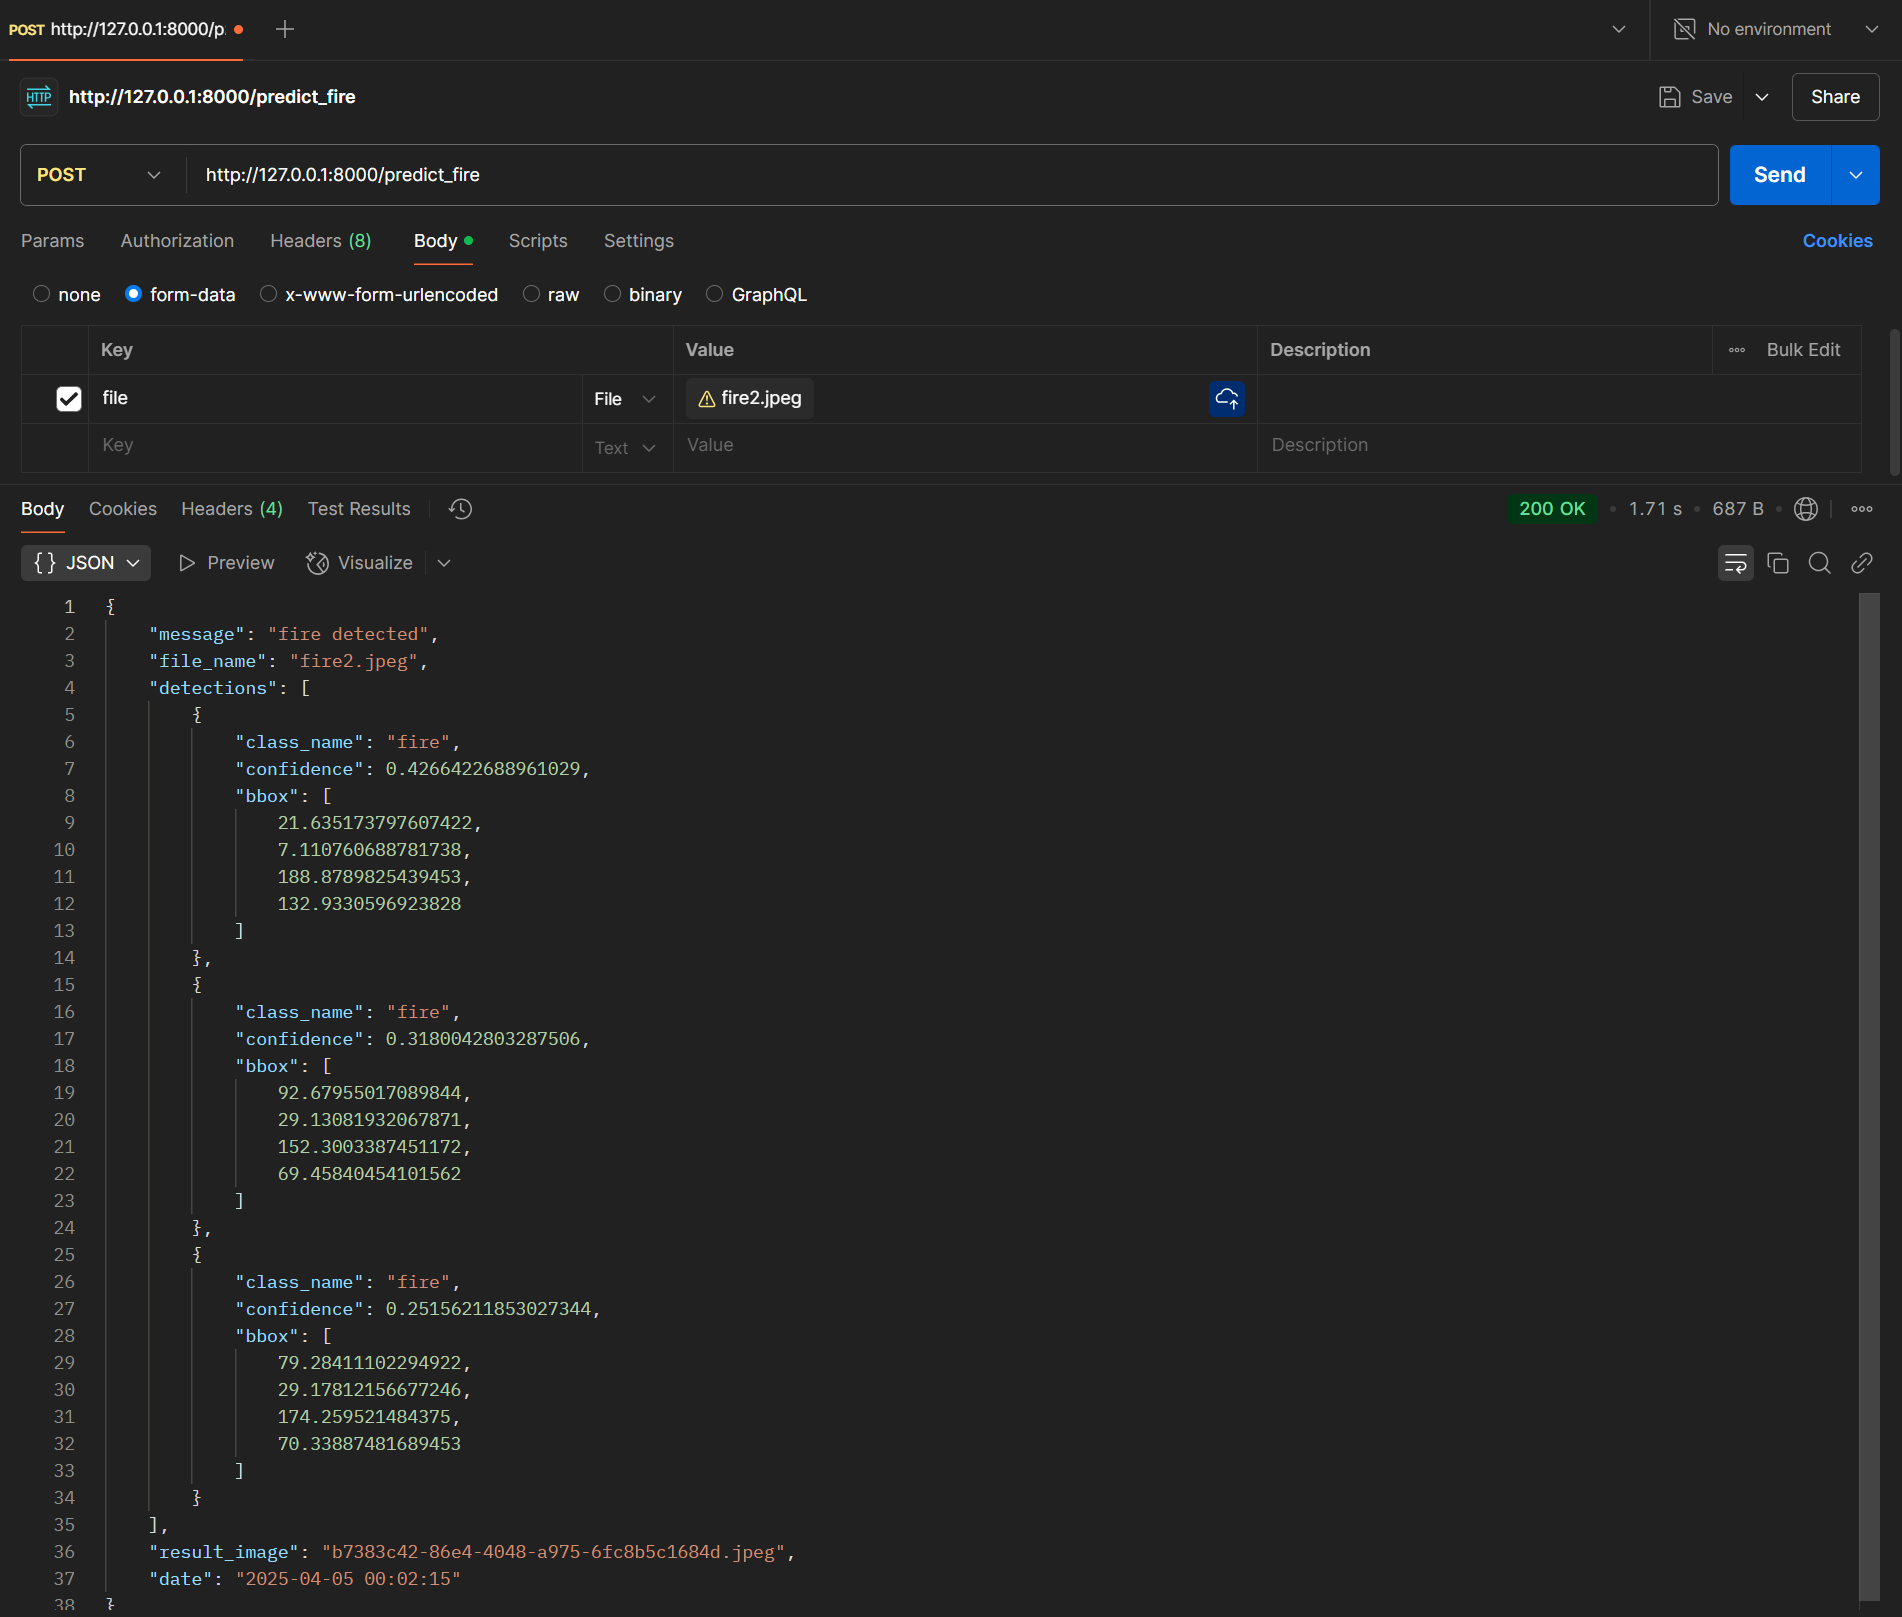 POST http://127.0.0.1:8000/p
No environment
HTTP http://127.0.0.1:8000/predict_fire
Save
Share
POST http://127.0.0.1:8000/predict_fire
Send
Params Authorization Headers (8) Body Scripts Settings
Cookies
none form-data x-www-form-urlencoded raw binary GraphQL
Key Value Description Bulk Edit
file File fire2.jpeg
Key Text Value Description
Body Cookies Headers (4) Test Results
200 OK 1.71 s 687 B
{} JSON Preview Visualize
1 {
2 "message": "fire detected",
3 "file_name": "fire2.jpeg",
4 "detections": [
5 {
6 "class_name": "fire",
7 "confidence": 0.4266422688961029,
8 "bbox": [
9 21.635173797607422,
10 7.110760688781738,
11 188.8789825439453,
12 132.9330596923828
13 ]
14 },
15 {
16 "class_name": "fire",
17 "confidence": 0.3180042803287506,
18 "bbox": [
19 92.67955017089844,
20 29.13081932067871,
21 152.3003387451172,
22 69.45840454101562
23 ]
24 },
25 {
26 "class_name": "fire",
27 "confidence": 0.25156211853027344,
28 "bbox": [
29 79.28411102294922,
30 29.17812156677246,
31 174.259521484375,
32 70.33887481689453
33 ]
34 }
35 ],
36 "result_image": "b7383c42-86e4-4048-a975-6fc8b5c1684d.jpeg",
37 "date": "2025-04-05 00:02:15"
38 }